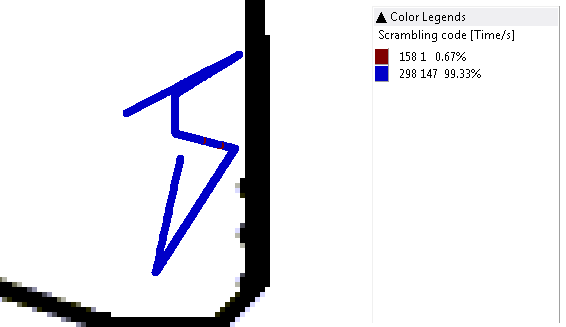 ▲ Color Legends
Scrambling code [Time/s]
158 1 0.67%
298 147 99.33%